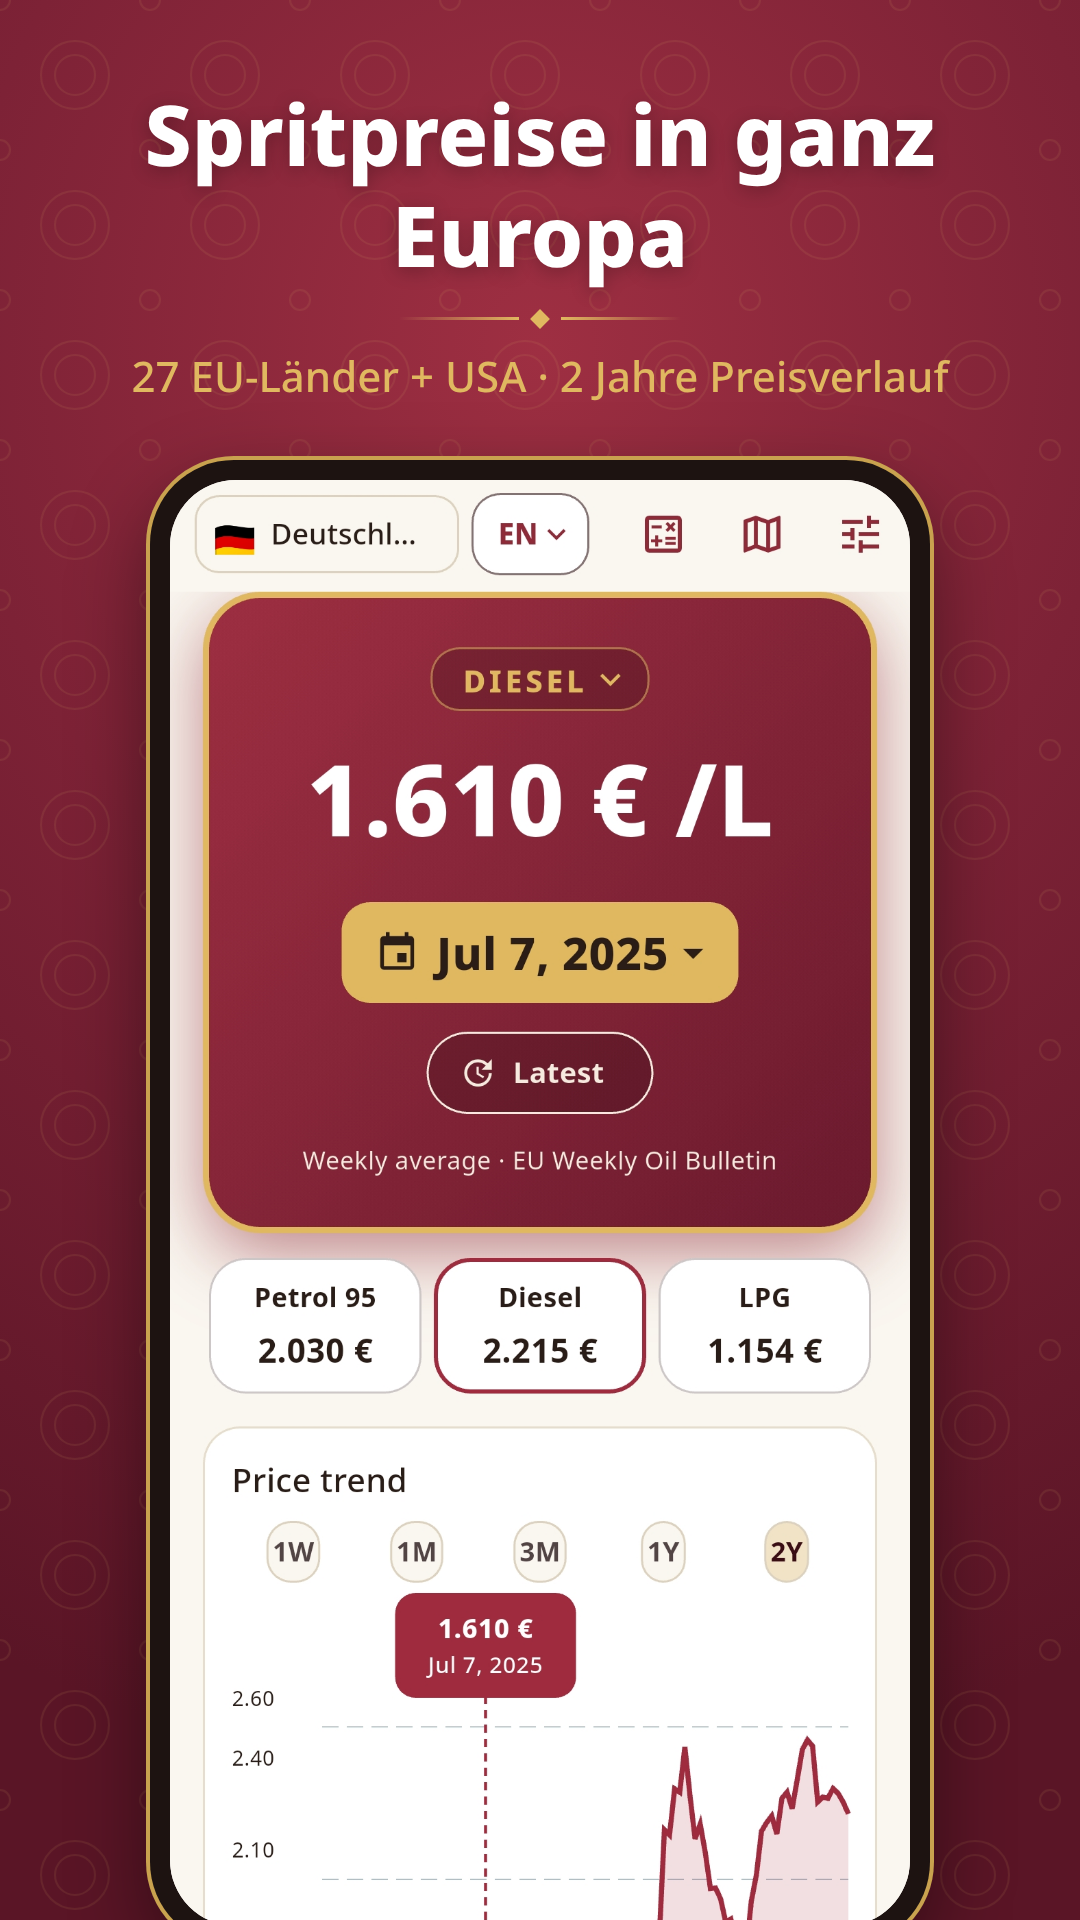 Spritpreise in ganz
Europa
27 EU-Länder + USA · 2 Jahre Preisverlauf
Deutschl...
EN
DIESEL
1.610 € /L
Jul 7, 2025
Latest
Weekly average · EU Weekly Oil Bulletin
Petrol 95
2.030 €
Diesel
2.215 €
LPG
1.154 €
Price trend
1W 1M 3M 1Y 2Y
1.610 €
Jul 7, 2025
2.60
2.40
2.10